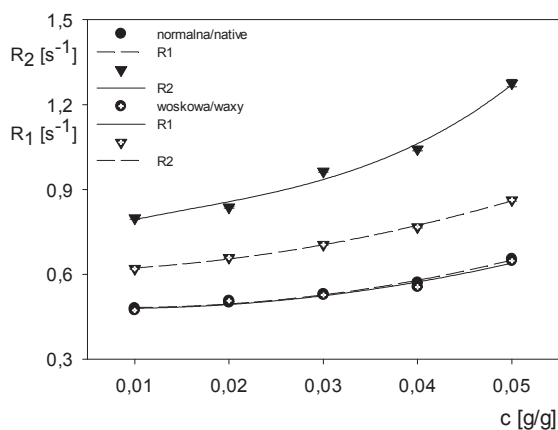 1,5
R2 [s-1]
1,2
R1 [s-1]
0,9
0,6
0,3
normalna/native
R1
R2
woskowa/waxy
R1
R2
0,01 0,02 0,03 0,04 0,05
c [g/g]